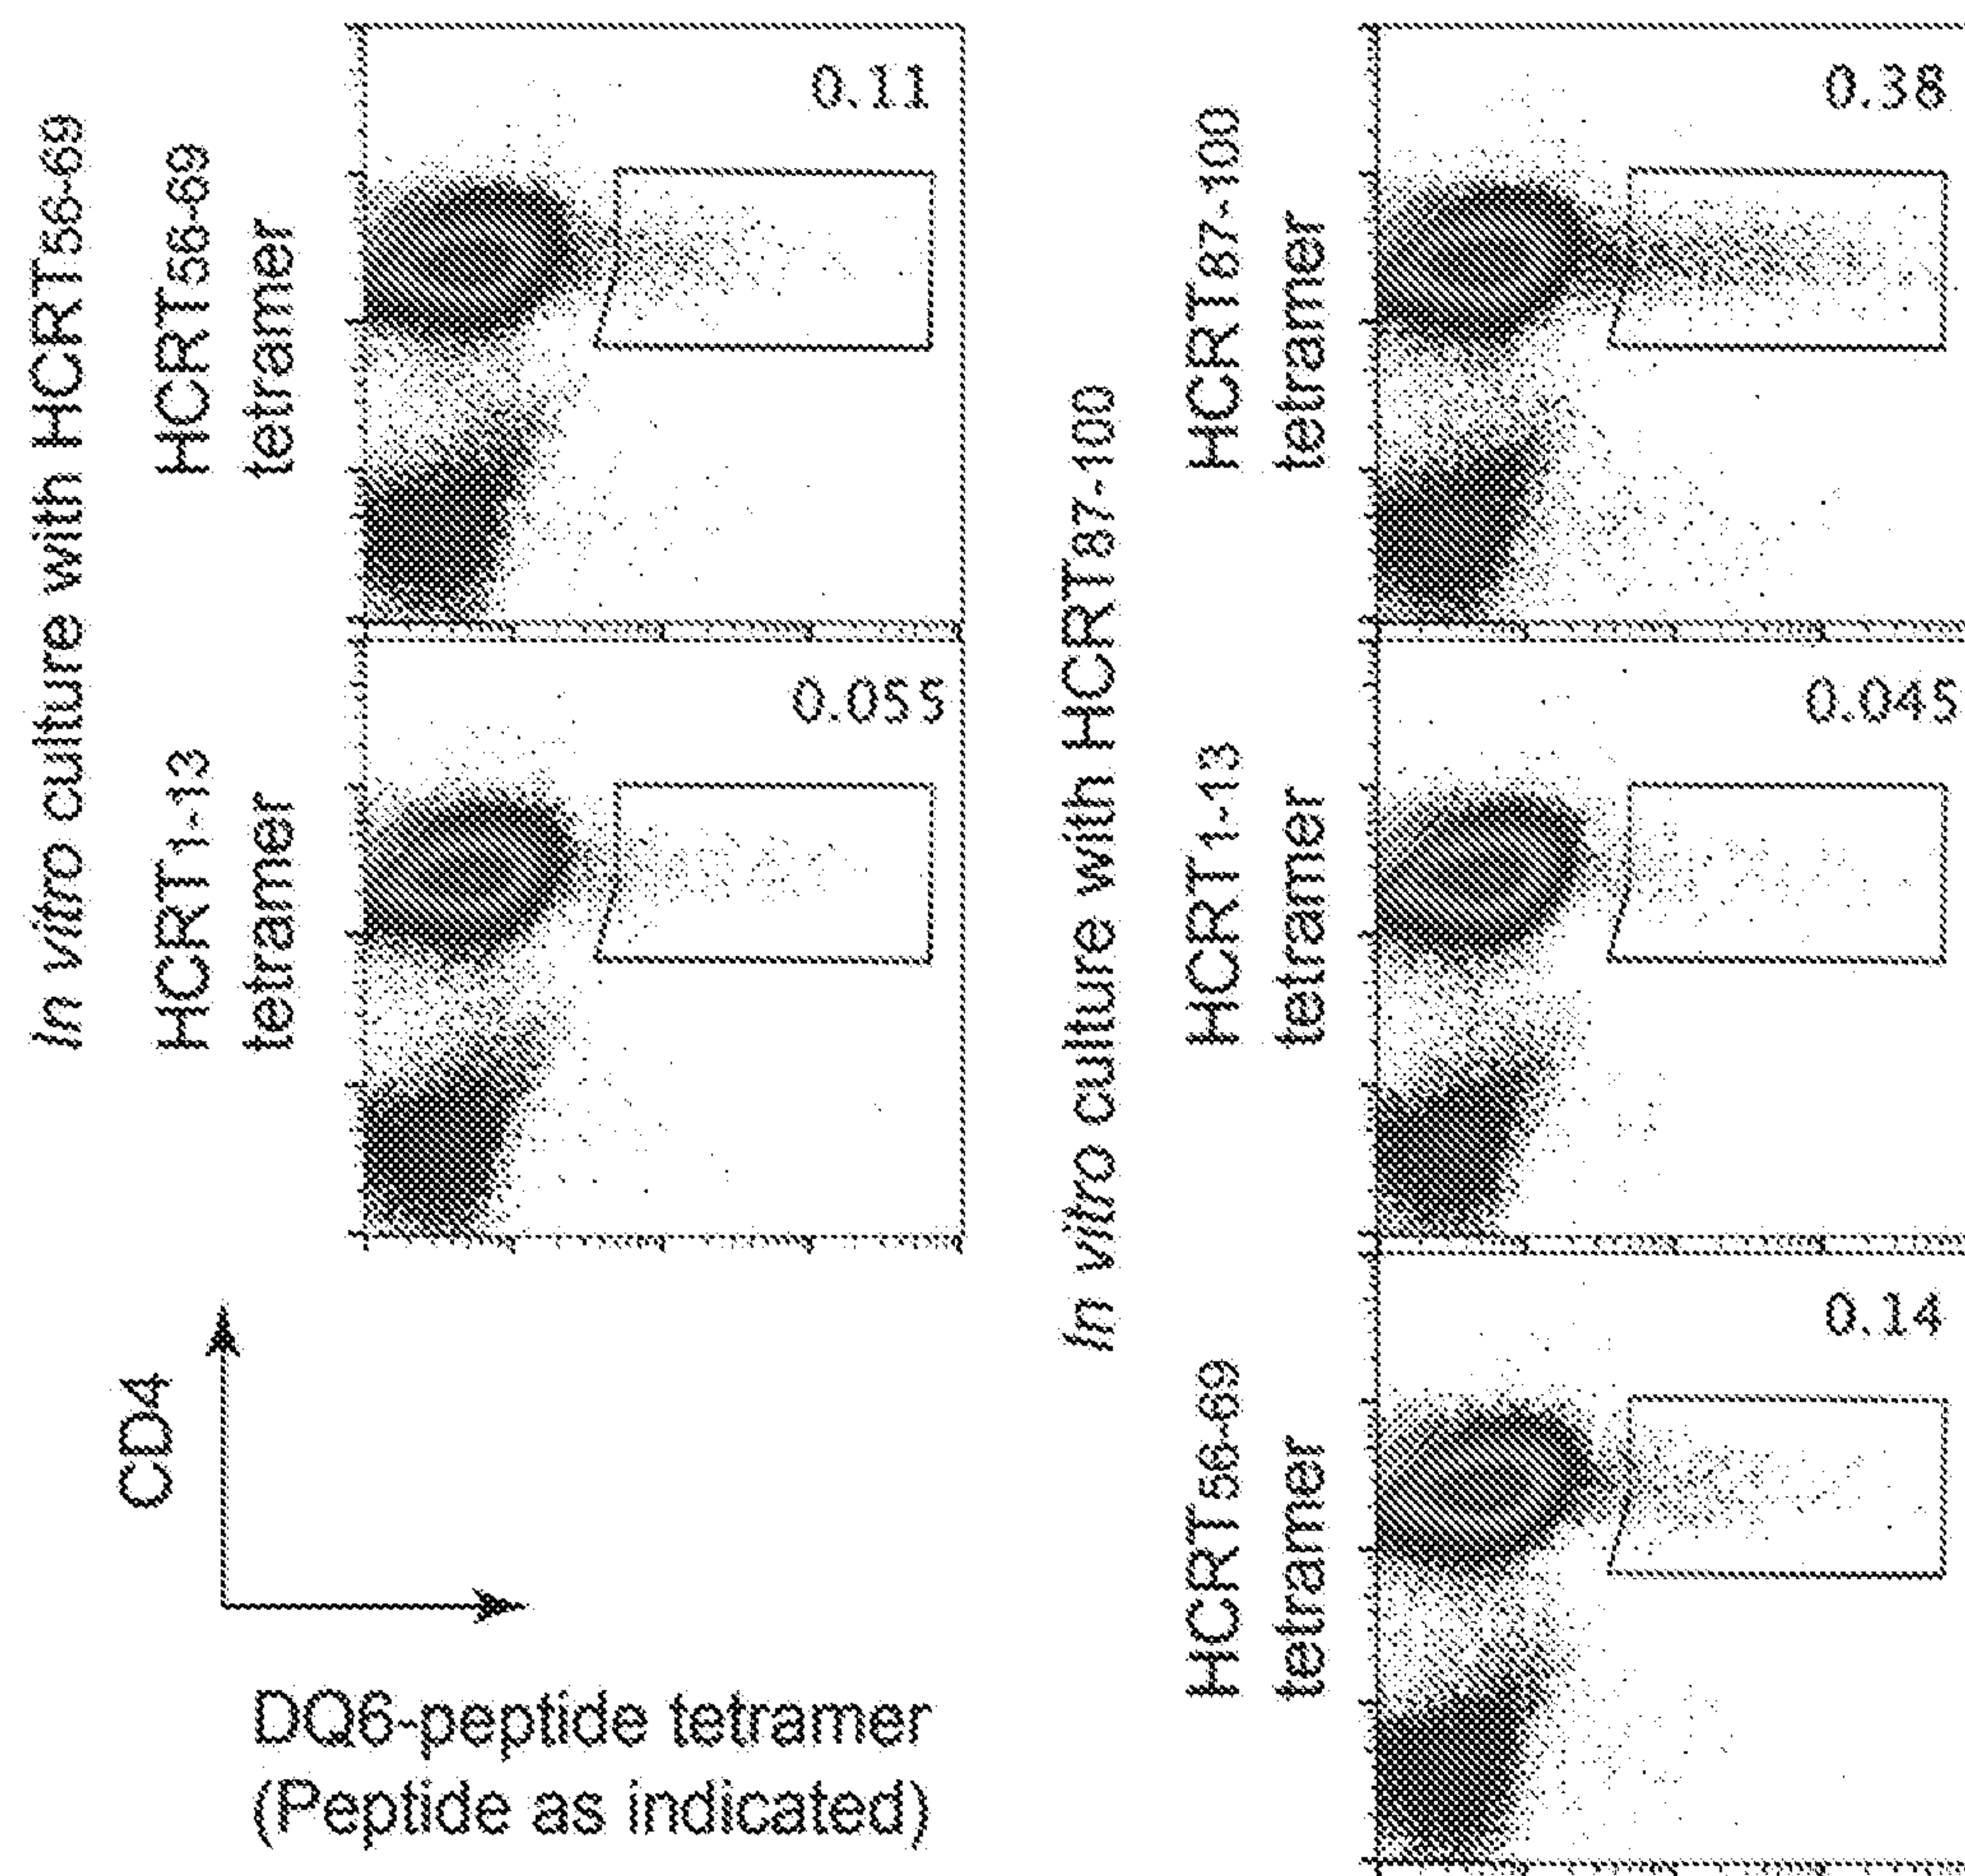 In vitro culture with HCRT56-69
HCRT56-69
tetramer
0.11
HCRT1-13
tetramer
0.055
CD4
DQ6-peptide tetramer
(Peptide as indicated)
In vitro culture with HCRT87-100
HCRT87-100
tetramer
0.38
HCRT1-13
tetramer
0.045
HCRT56-69
tetramer
0.14